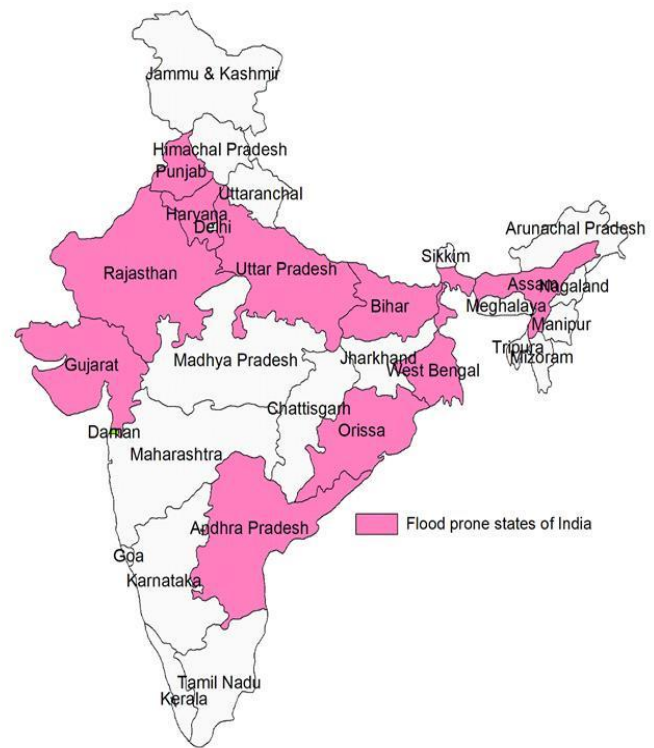 Jammu & Kashmir
Himachal Pradesh
Punjab
Uttaranchal
Haryana
Delhi
Arunachal Pradesh
Sikkim
Rajasthan
Uttar Pradesh
Assam
Nagaland
Bihar
Meghalaya
Manipur
Tripura
Mizoram
Gujarat
Madhya Pradesh
Jharkhand
West Bengal
Chattisgarh
Daman
Orissa
Maharashtra
Andhra Pradesh
Flood prone states of India
Goa
Karnataka
Tamil Nadu
Kerala